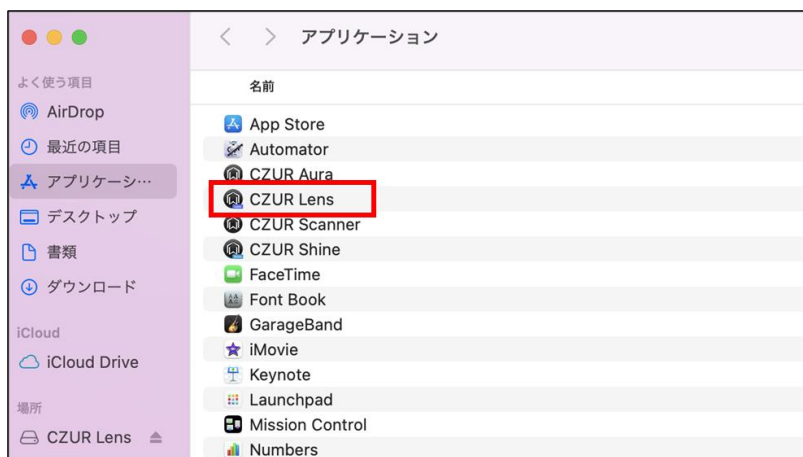 アプリケーション
よく使う項目
AirDrop
最近の項目
アプリケーシ…
デスクトップ
書類
ダウンロード
iCloud
iCloud Drive
場所
CZUR Lens
名前
App Store
Automator
CZUR Aura
CZUR Lens
CZUR Scanner
CZUR Shine
FaceTime
Font Book
GarageBand
iMovie
Keynote
Launchpad
Mission Control
Numbers